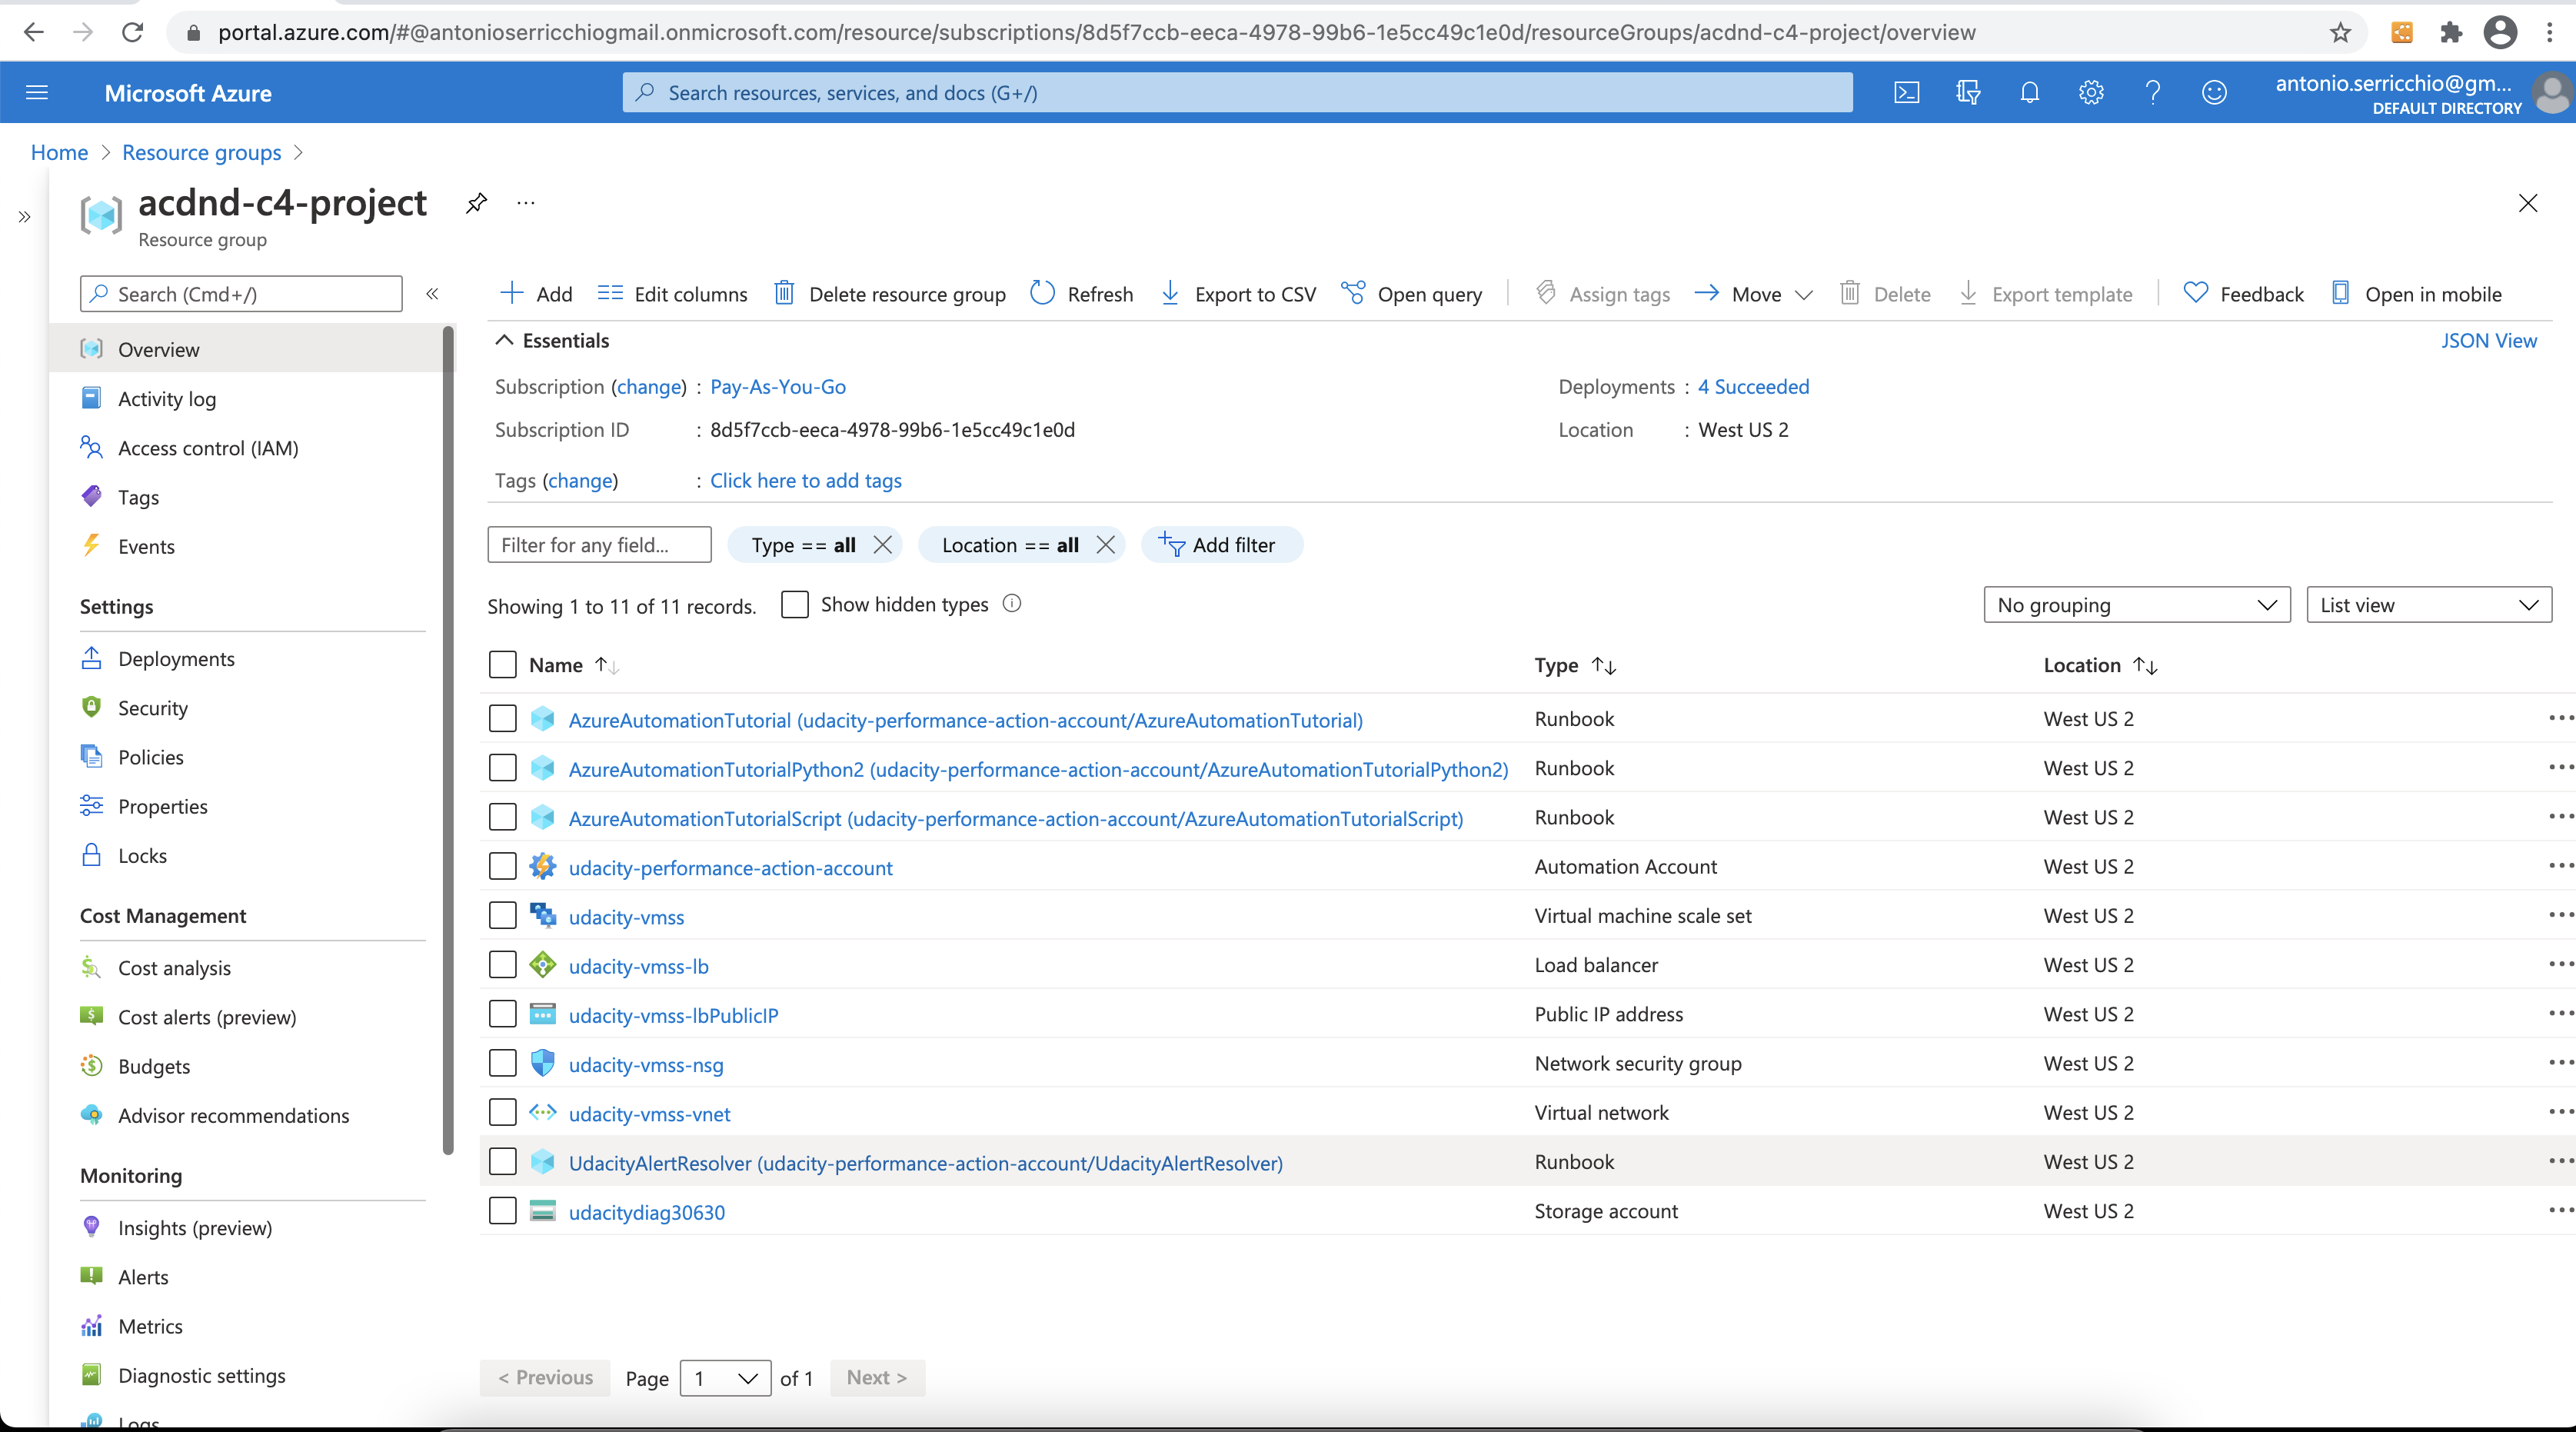 portal.azure.com/#@antonioserricchiogmail.onmicrosoft.com/resource/subscriptions/8d5f7ccb-eeca-4978-99b6-1e5cc49c1e0d/resourceGroups/acdnd-c4-project/overview
Microsoft Azure
Search resources, services, and docs (G+/)
antonio.serricchio@gm...
DEFAULT DIRECTORY
Home > Resource groups >
acdnd-c4-project
Resource group
Search (Cmd+/)
Overview
Activity log
Access control (IAM)
Tags
Events
Settings
Deployments
Security
Policies
Properties
Locks
Cost Management
Cost analysis
Cost alerts (preview)
Budgets
Advisor recommendations
Monitoring
Insights (preview)
Alerts
Metrics
Diagnostic settings
Logs
Add Edit columns Delete resource group Refresh Export to CSV Open query Assign tags Move Delete Export template Feedback Open in mobile
Essentials JSON View
Subscription (change) : Pay-As-You-Go Deployments : 4 Succeeded
Subscription ID : 8d5f7ccb-eeca-4978-99b6-1e5cc49c1e0d Location : West US 2
Tags (change) : Click here to add tags
Filter for any field... Type == all Location == all Add filter
Showing 1 to 11 of 11 records. Show hidden types No grouping List view
Name Type Location
AzureAutomationTutorial (udacity-performance-action-account/AzureAutomationTutorial) Runbook West US 2
AzureAutomationTutorialPython2 (udacity-performance-action-account/AzureAutomationTutorialPython2) Runbook West US 2
AzureAutomationTutorialScript (udacity-performance-action-account/AzureAutomationTutorialScript) Runbook West US 2
udacity-performance-action-account Automation Account West US 2
udacity-vmss Virtual machine scale set West US 2
udacity-vmss-lb Load balancer West US 2
udacity-vmss-lbPublicIP Public IP address West US 2
udacity-vmss-nsg Network security group West US 2
udacity-vmss-vnet Virtual network West US 2
UdacityAlertResolver (udacity-performance-action-account/UdacityAlertResolver) Runbook West US 2
udacitydiag30630 Storage account West US 2
< Previous Page 1 of 1 Next >